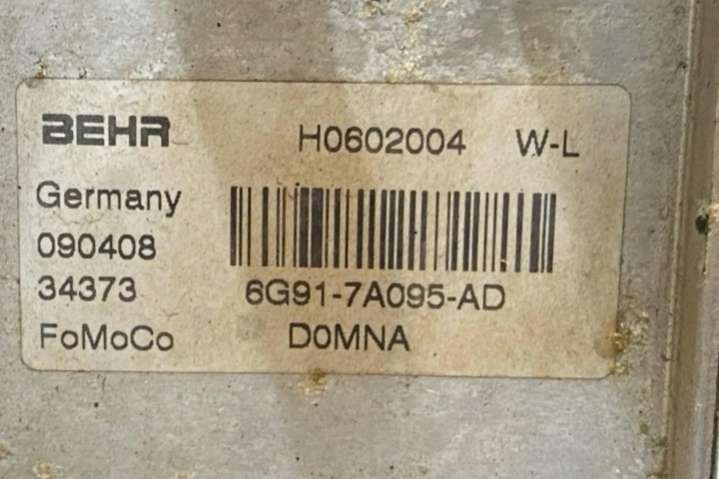 BEHR H0602004 W-L
Germany
090408
34373 6G91-7A095-AD
FoMoCo D0MNA